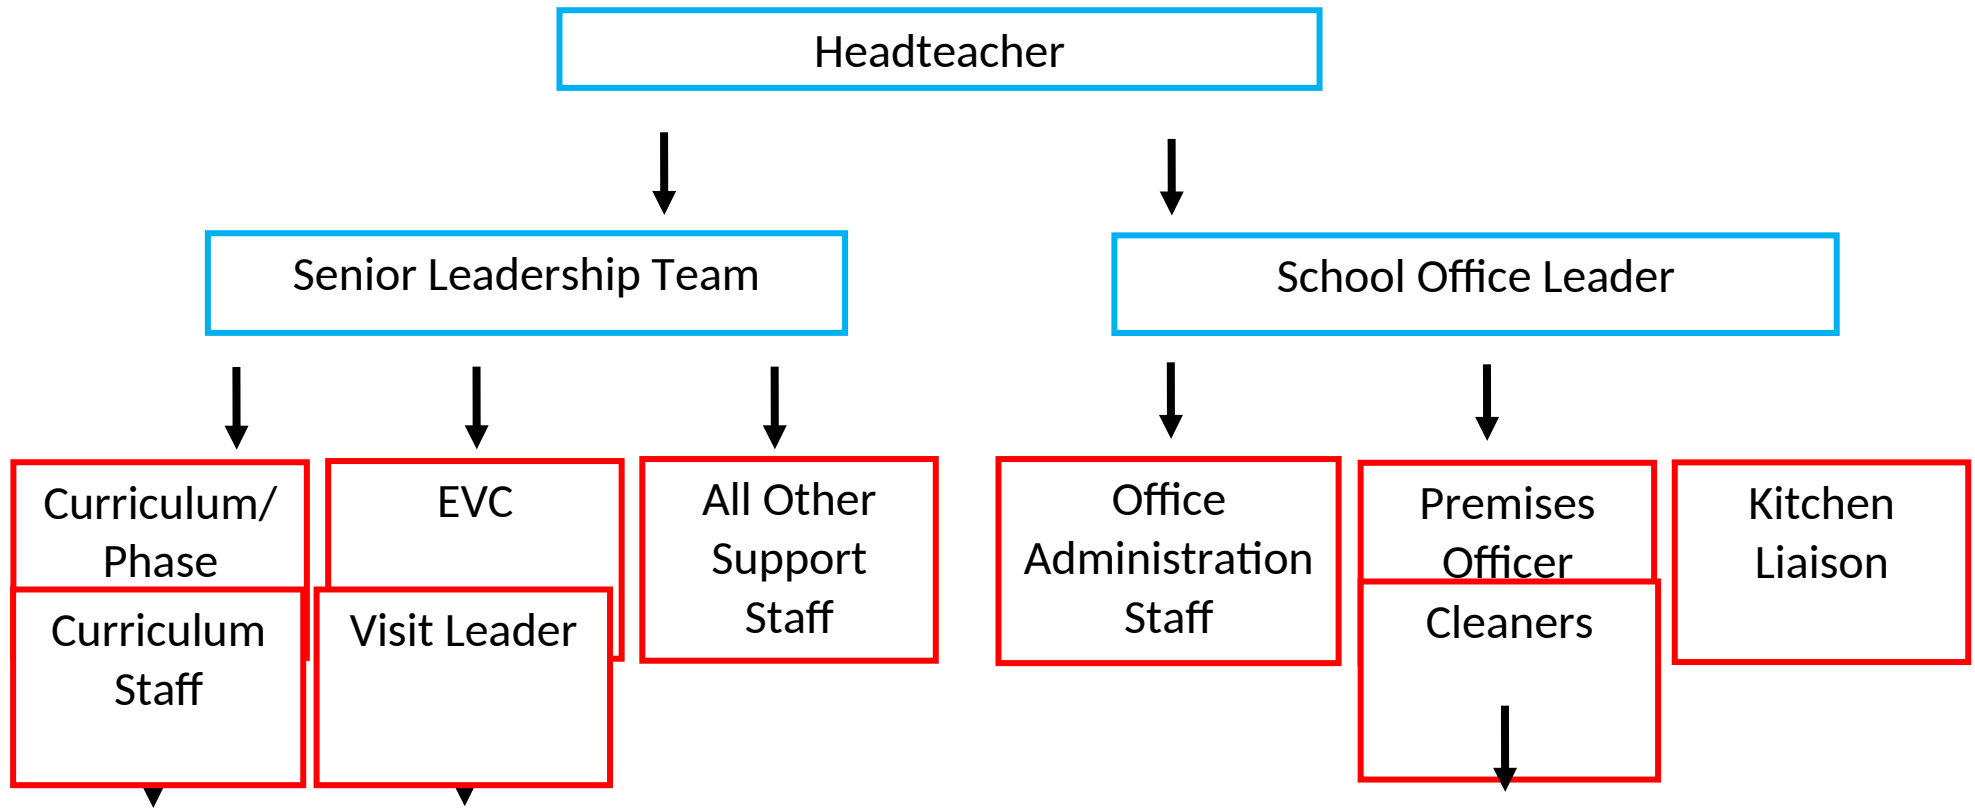 Headteacher
Senior Leadership Team
School Office Leader
Curriculum/
Phase
EVC
All Other
Support
Staff
Office
Administration
Staff
Premises
Officer
Kitchen
Liaison
Curriculum
Staff
Visit Leader
Cleaners